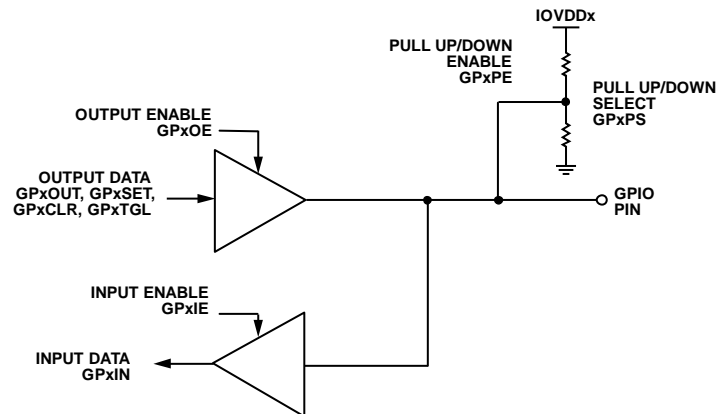 IOVDDx
PULL UP/DOWN
ENABLE
GPxPE
PULL UP/DOWN
SELECT
GPxPS
OUTPUT ENABLE
GPxOE
OUTPUT DATA
GPxOUT, GPxSET,
GPxCLR, GPxTGL
GPIO
PIN
INPUT ENABLE
GPxIE
INPUT DATA
GPxIN